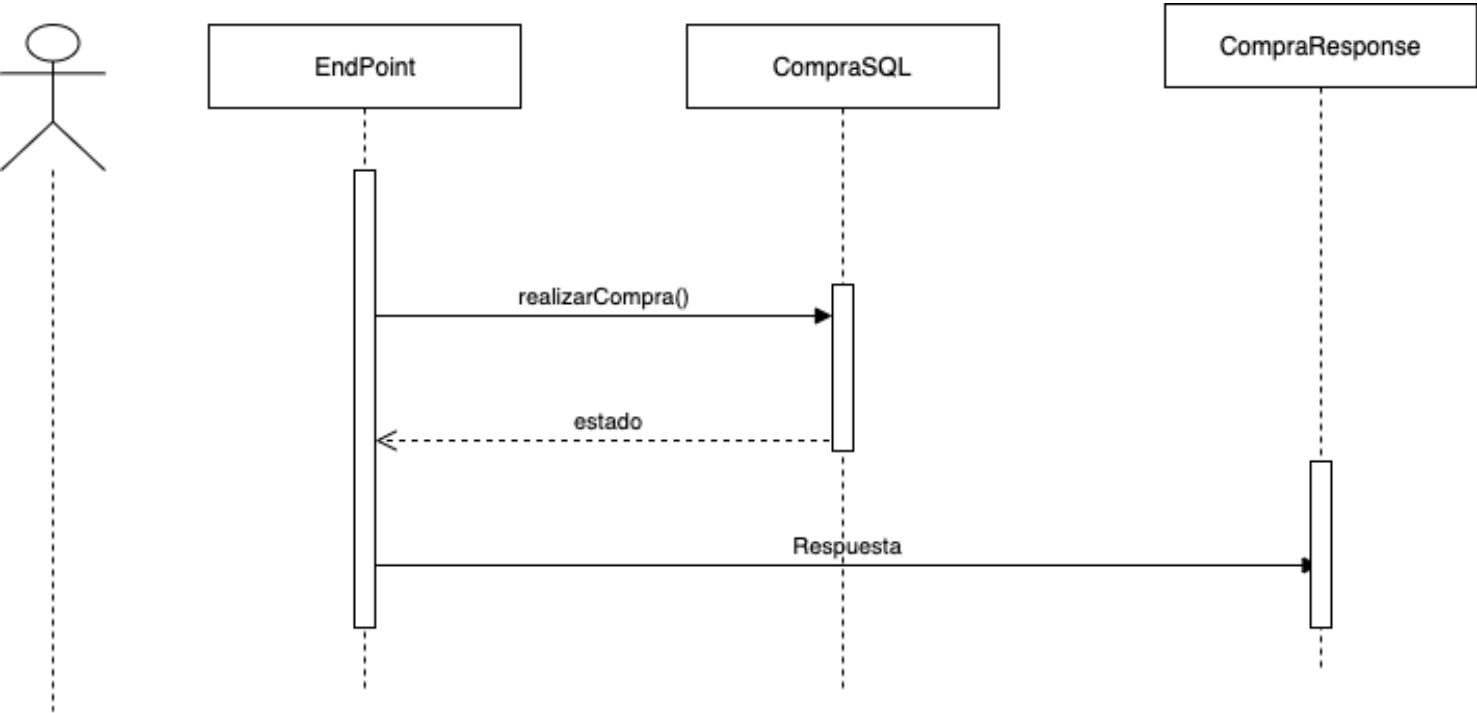 EndPoint
CompraSQL
CompraResponse
realizarCompra()
estado
Respuesta